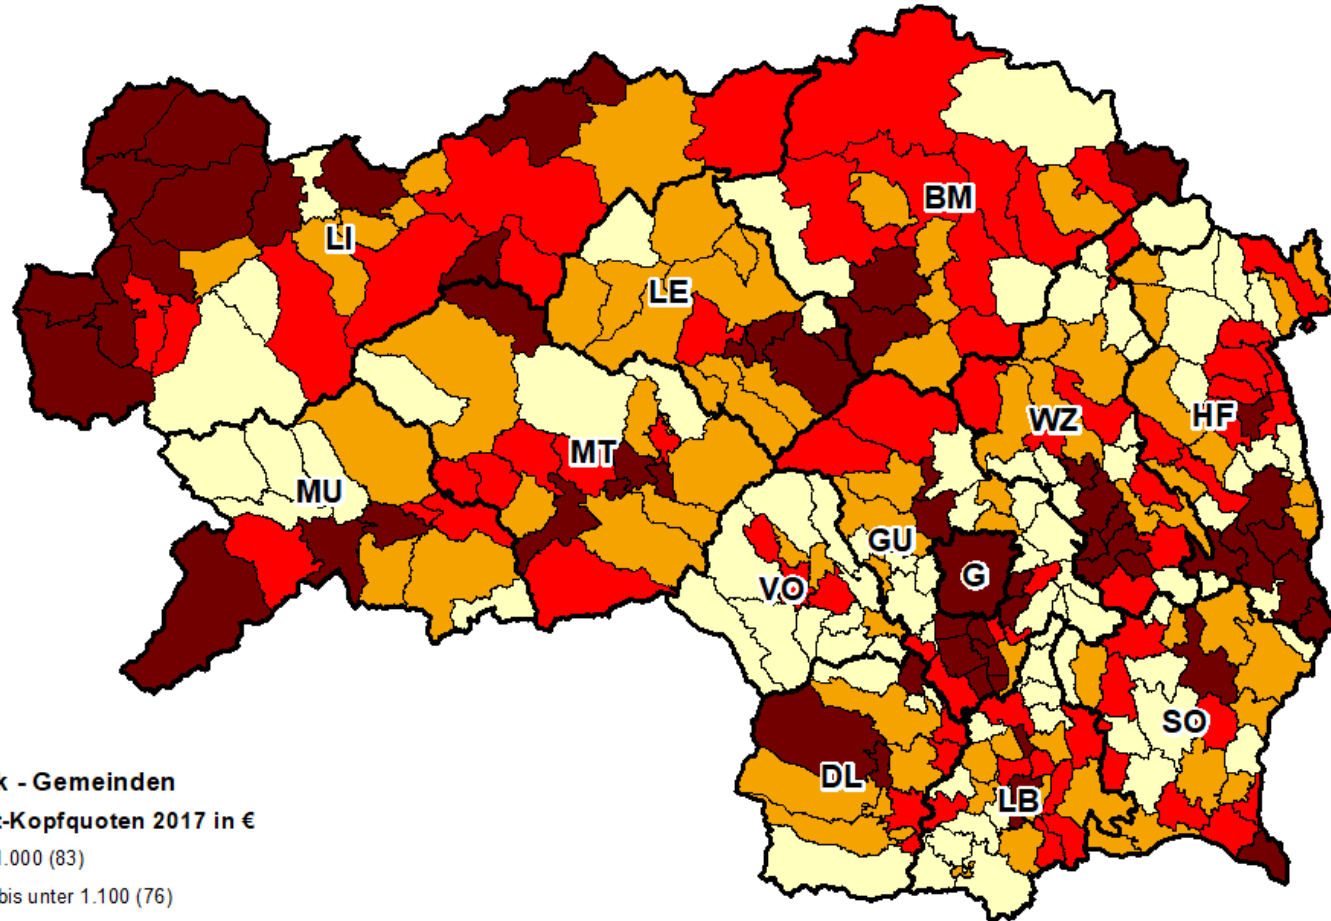 BM
LI
LE
HF
WZ
MT
MU
GU
G
VO
SO
DL
LB
k - Gemeinden
t-Kopfquoten 2017 in €
.000 (83)
bis unter 1.100 (76)